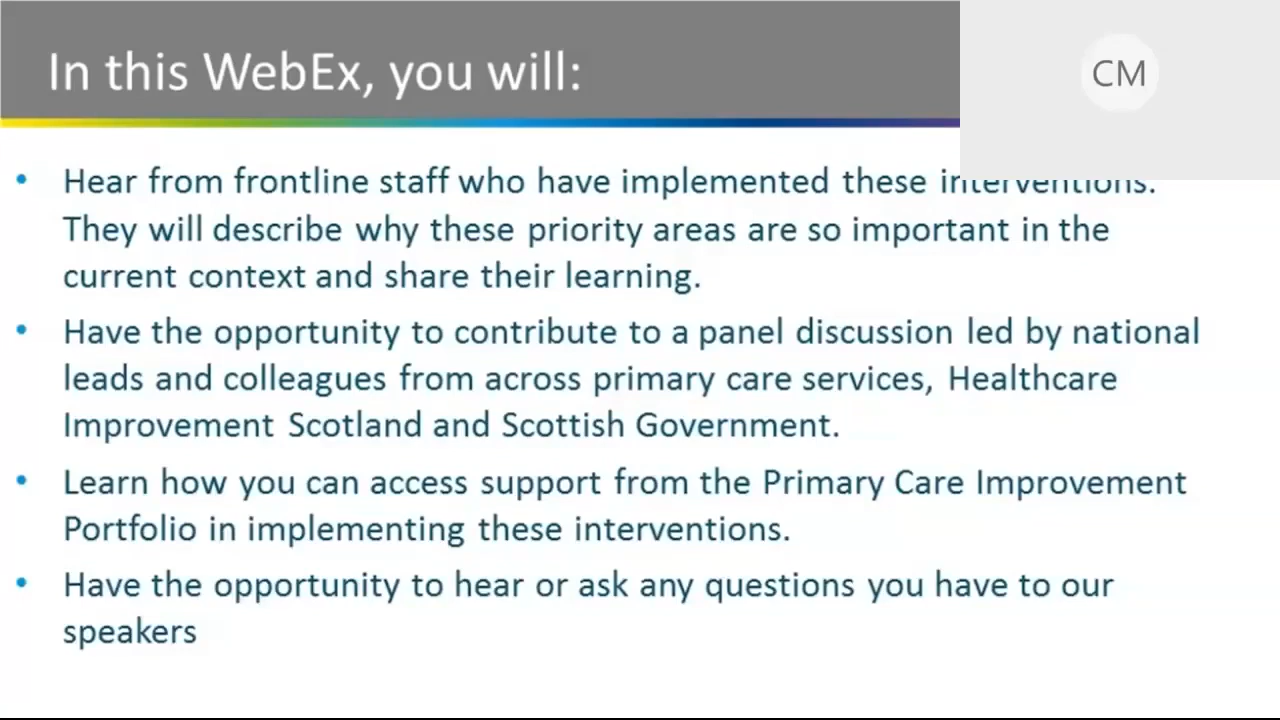 In this WebEx, you will:
CM
• Hear from frontline staff who have implemented these interventions.
They will describe why these priority areas are so important in the
current context and share their learning.
• Have the opportunity to contribute to a panel discussion led by national
leads and colleagues from across primary care services, Healthcare
Improvement Scotland and Scottish Government.
• Learn how you can access support from the Primary Care Improvement
Portfolio in implementing these interventions.
• Have the opportunity to hear or ask any questions you have to our
speakers